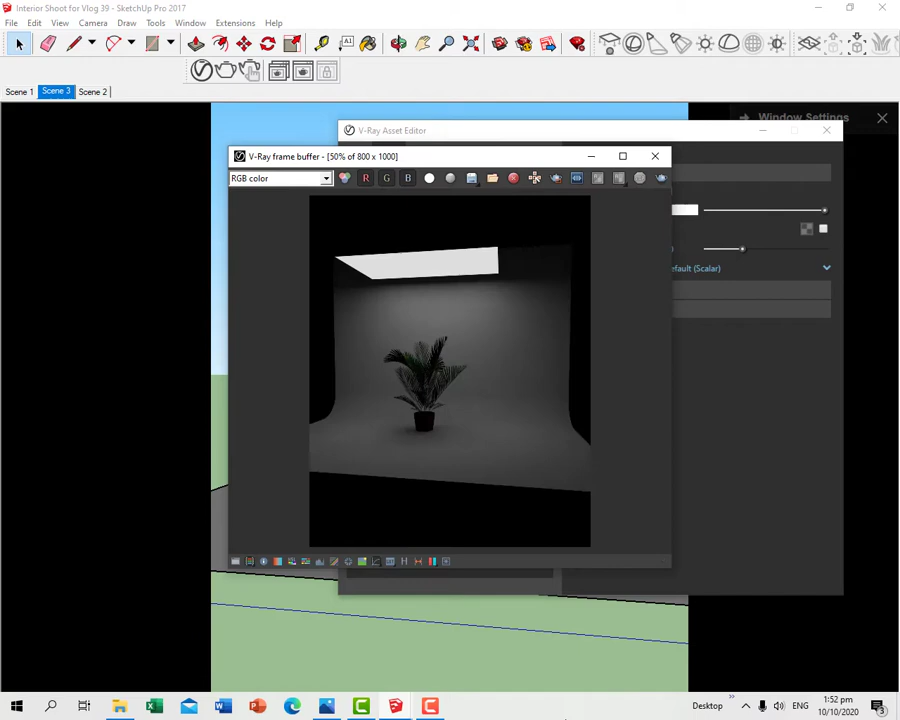 Interior Shoot for Vlog 39 - SketchUp Pro 2017
File Edit View Camera Draw Tools Window Extensions Help
Scene 1 Scene 3 Scene 2
Window Settings
V-Ray Asset Editor
V-Ray frame buffer - [50% of 800 x 1000]
RGB color
R G B
efault (Scalar)
H
Desktop
ENG
1:52 pm
10/10/2020
3